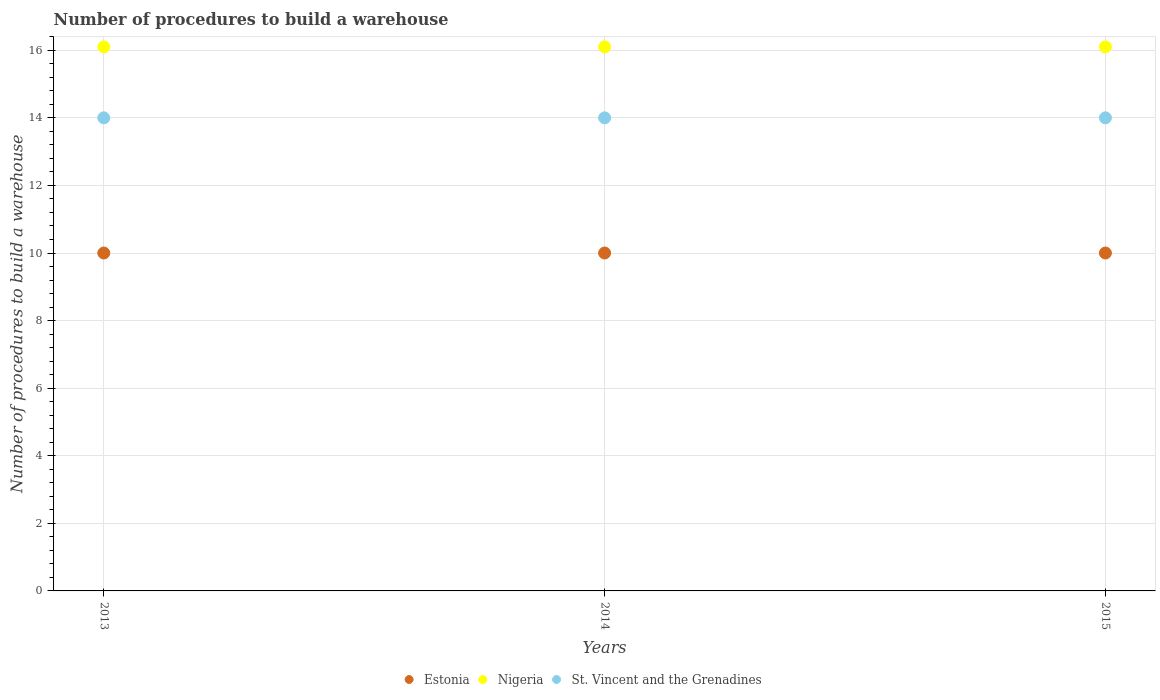 Number of procedures to build a warehouse
Number of procedures to build a warehouse
16
14
12
10
8
6
4
2
0
2013
2014
2015
Years
Estonia
Nigeria
St. Vincent and the Grenadines